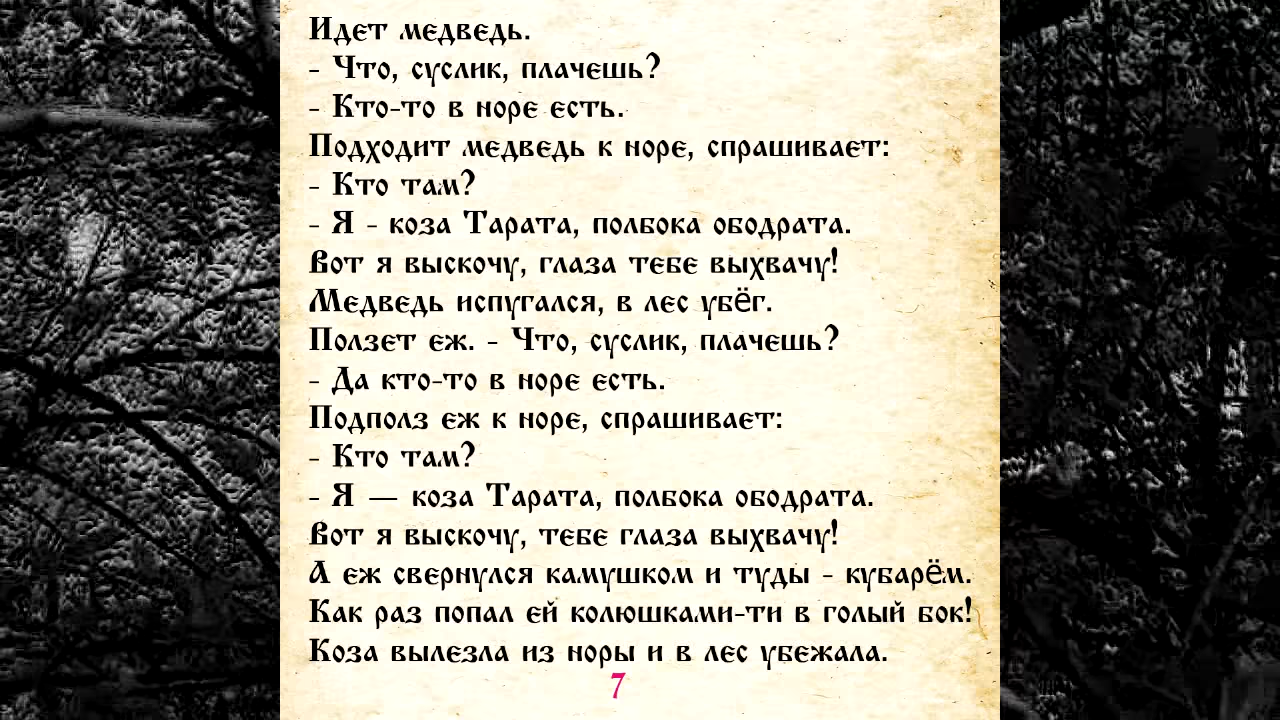 Идет медведь.
- Что, суслик, плачешь?
- Кто-то в норе есть.
Подходит медведь к норе, спрашивает:
- Кто там?
- Я - коза Тарата, полбока ободрата.
Вот я выскочу, глаза тебе выхвачу!
Медведь испугался, в лес убёг.
Ползет еж. - Что, суслик, плачешь?
- Да кто-то в норе есть.
Подполз еж к норе, спрашивает:
- Кто там?
- Я — коза Тарата, полбока ободрата.
Вот я выскочу, тебе глаза выхвачу!
А еж свернулся камушком и туды - кубарём.
Как раз попал ей колюшками-ти в голый бок!
Коза вылезла из норы и в лес убежала.
7